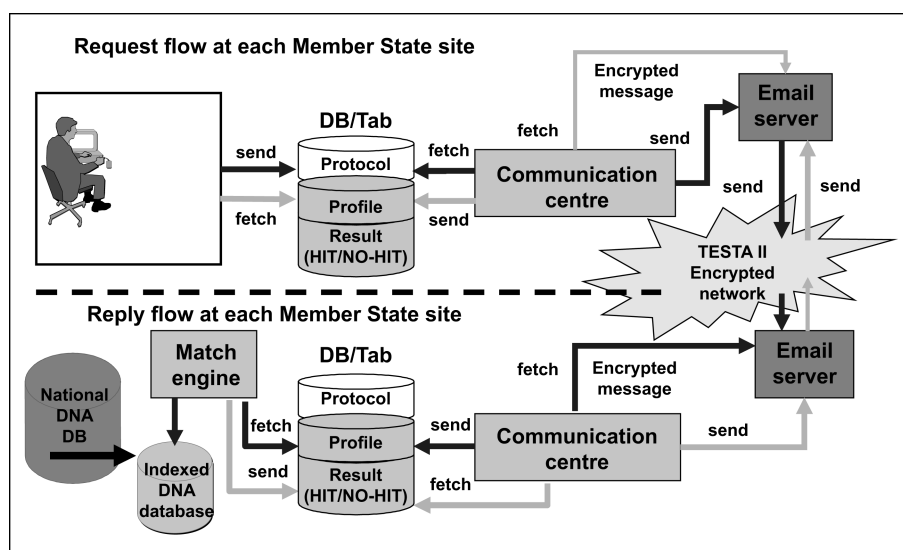 Request flow at each Member State site
Encrypted
message
Email
server
DB/Tab
fetch
send
send
Protocol
fetch
Communication
centre
send
send
fetch
Profile
send
Result
(HIT/NO-HIT)
TESTA II
Encrypted
network
Reply flow at each Member State site
Match
engine
DB/Tab
fetch
Encrypted
message
Email
server
National
DNA
DB
Protocol
fetch
send
Communication
centre
send
Profile
send
Indexed
DNA
database
Result
(HIT/NO-HIT)
fetch